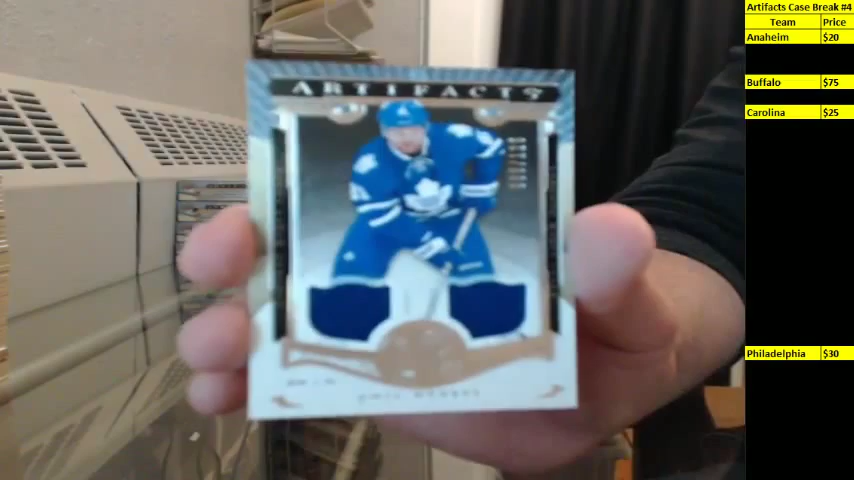 Artifacts Case Break #4
Team Price
Anaheim $20
Buffalo $75
Carolina $25
Philadelphia $30
ARTIFACTS